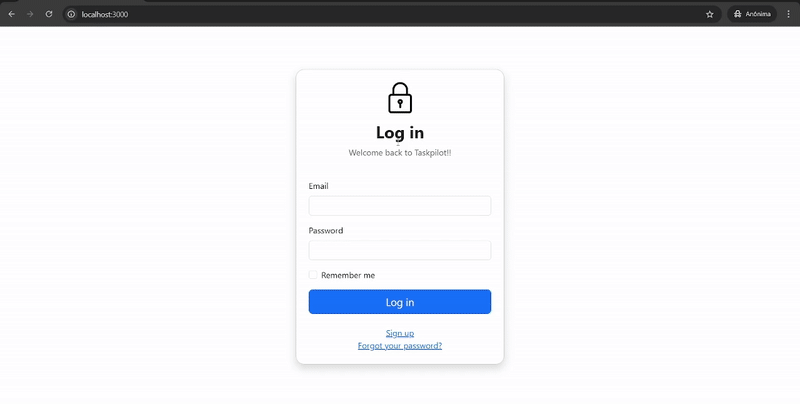 localhost:3000
Anônima
Log in
Welcome back to Taskpilot!!
Email
Password
Remember me
Log in
Sign up
Forgot your password?